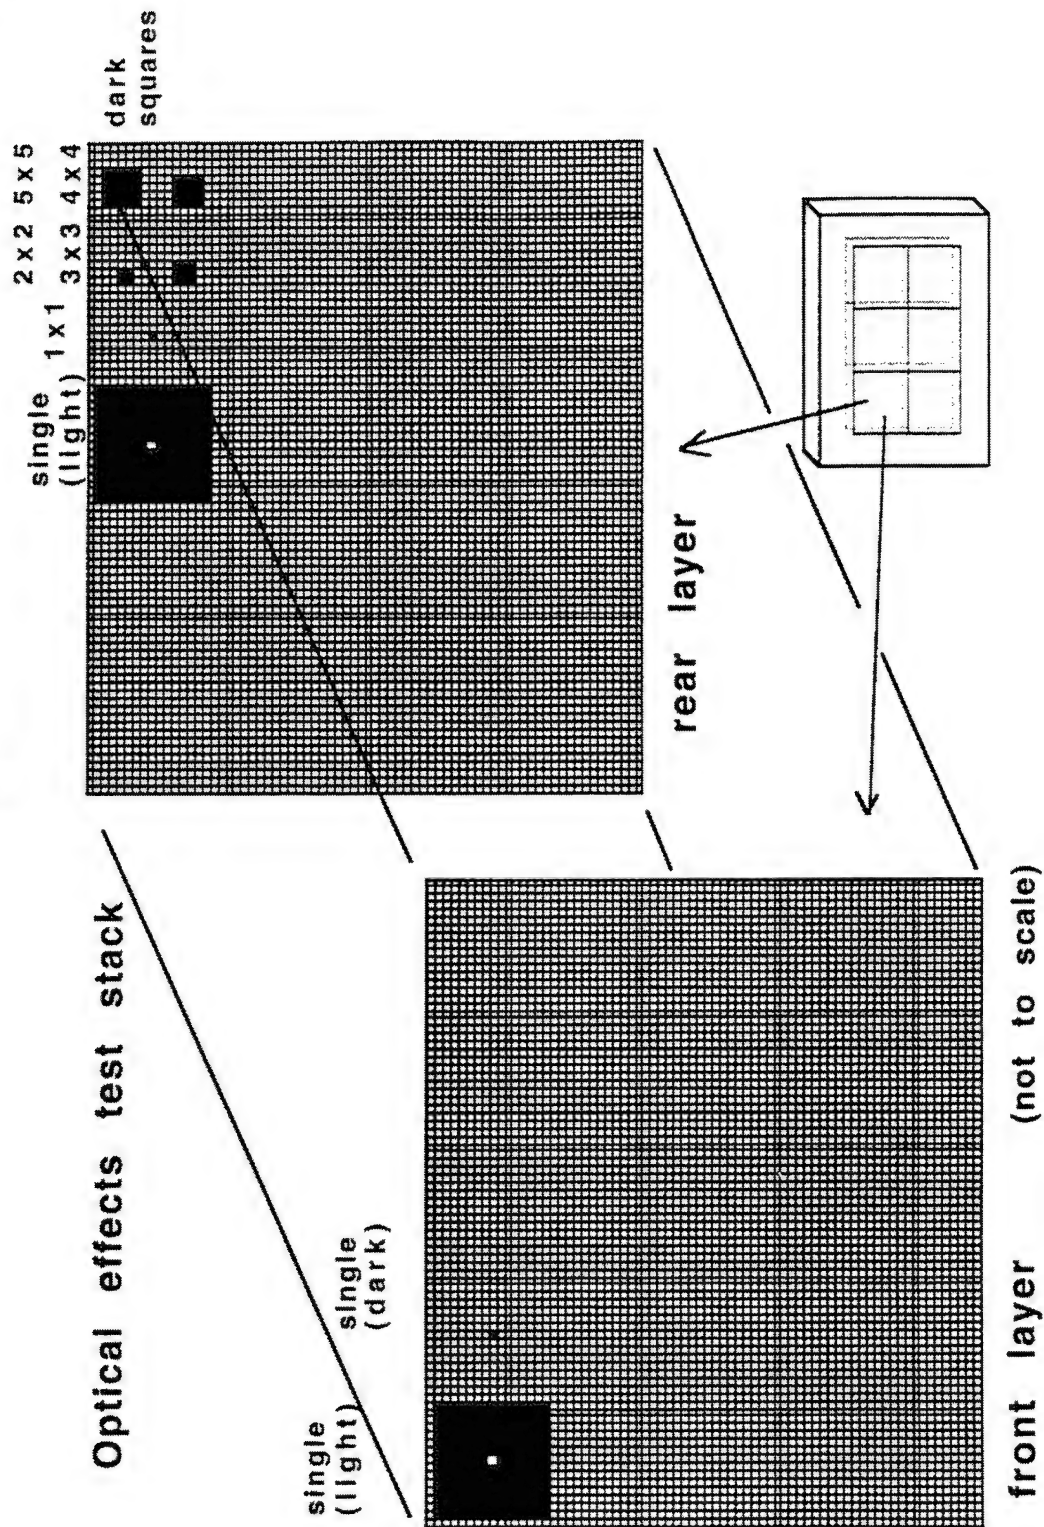 Optical effects test stack
single
(light)
single
(dark)
front layer
(not to scale)
single
(light)
1 x 1
2 x 2 5 x 5
3 x 3 4 x 4
dark
squares
rear layer